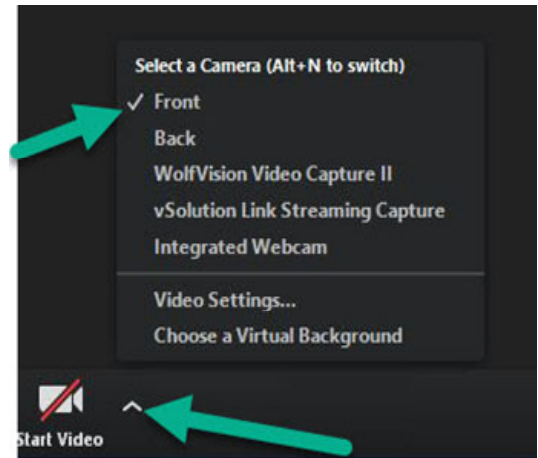 Select a Camera (Alt+N to switch)
Front
Back
WolfVision Video Capture II
vSolution Link Streaming Capture
Integrated Webcam
Video Settings...
Choose a Virtual Background
Start Video